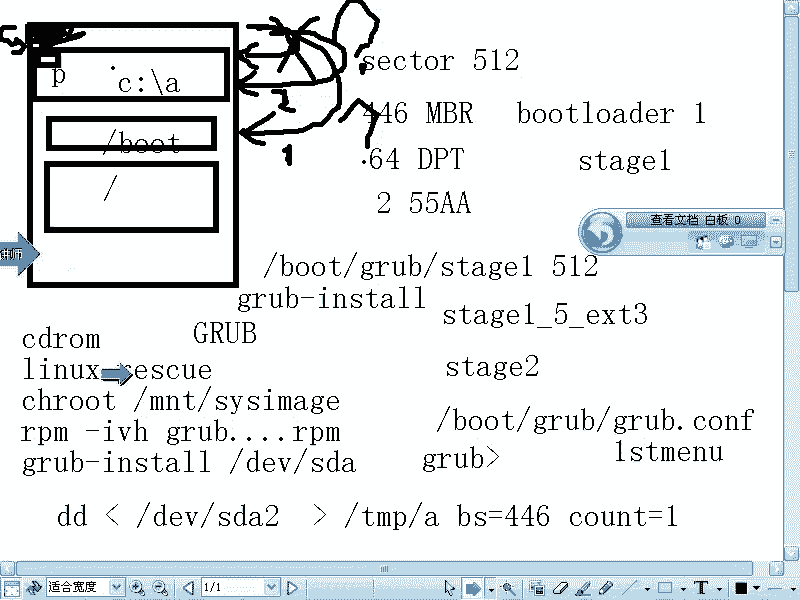 sector 512
p c:\a
446 MBR bootloader 1
/boot
.64 DPT stage1
/
2 55AA
查看文档 白板 0
讲师
/boot/grub/stage1 512
grub-install
stage1_5_ext3
GRUB
cdrom
linux rescue
stage2
chroot /mnt/sysimage
/boot/grub/grub.conf
rpm -ivh grub....rpm
grub> lstmenu
grub-install /dev/sda
dd < /dev/sda2 > /tmp/a bs=446 count=1
适合宽度 1/1